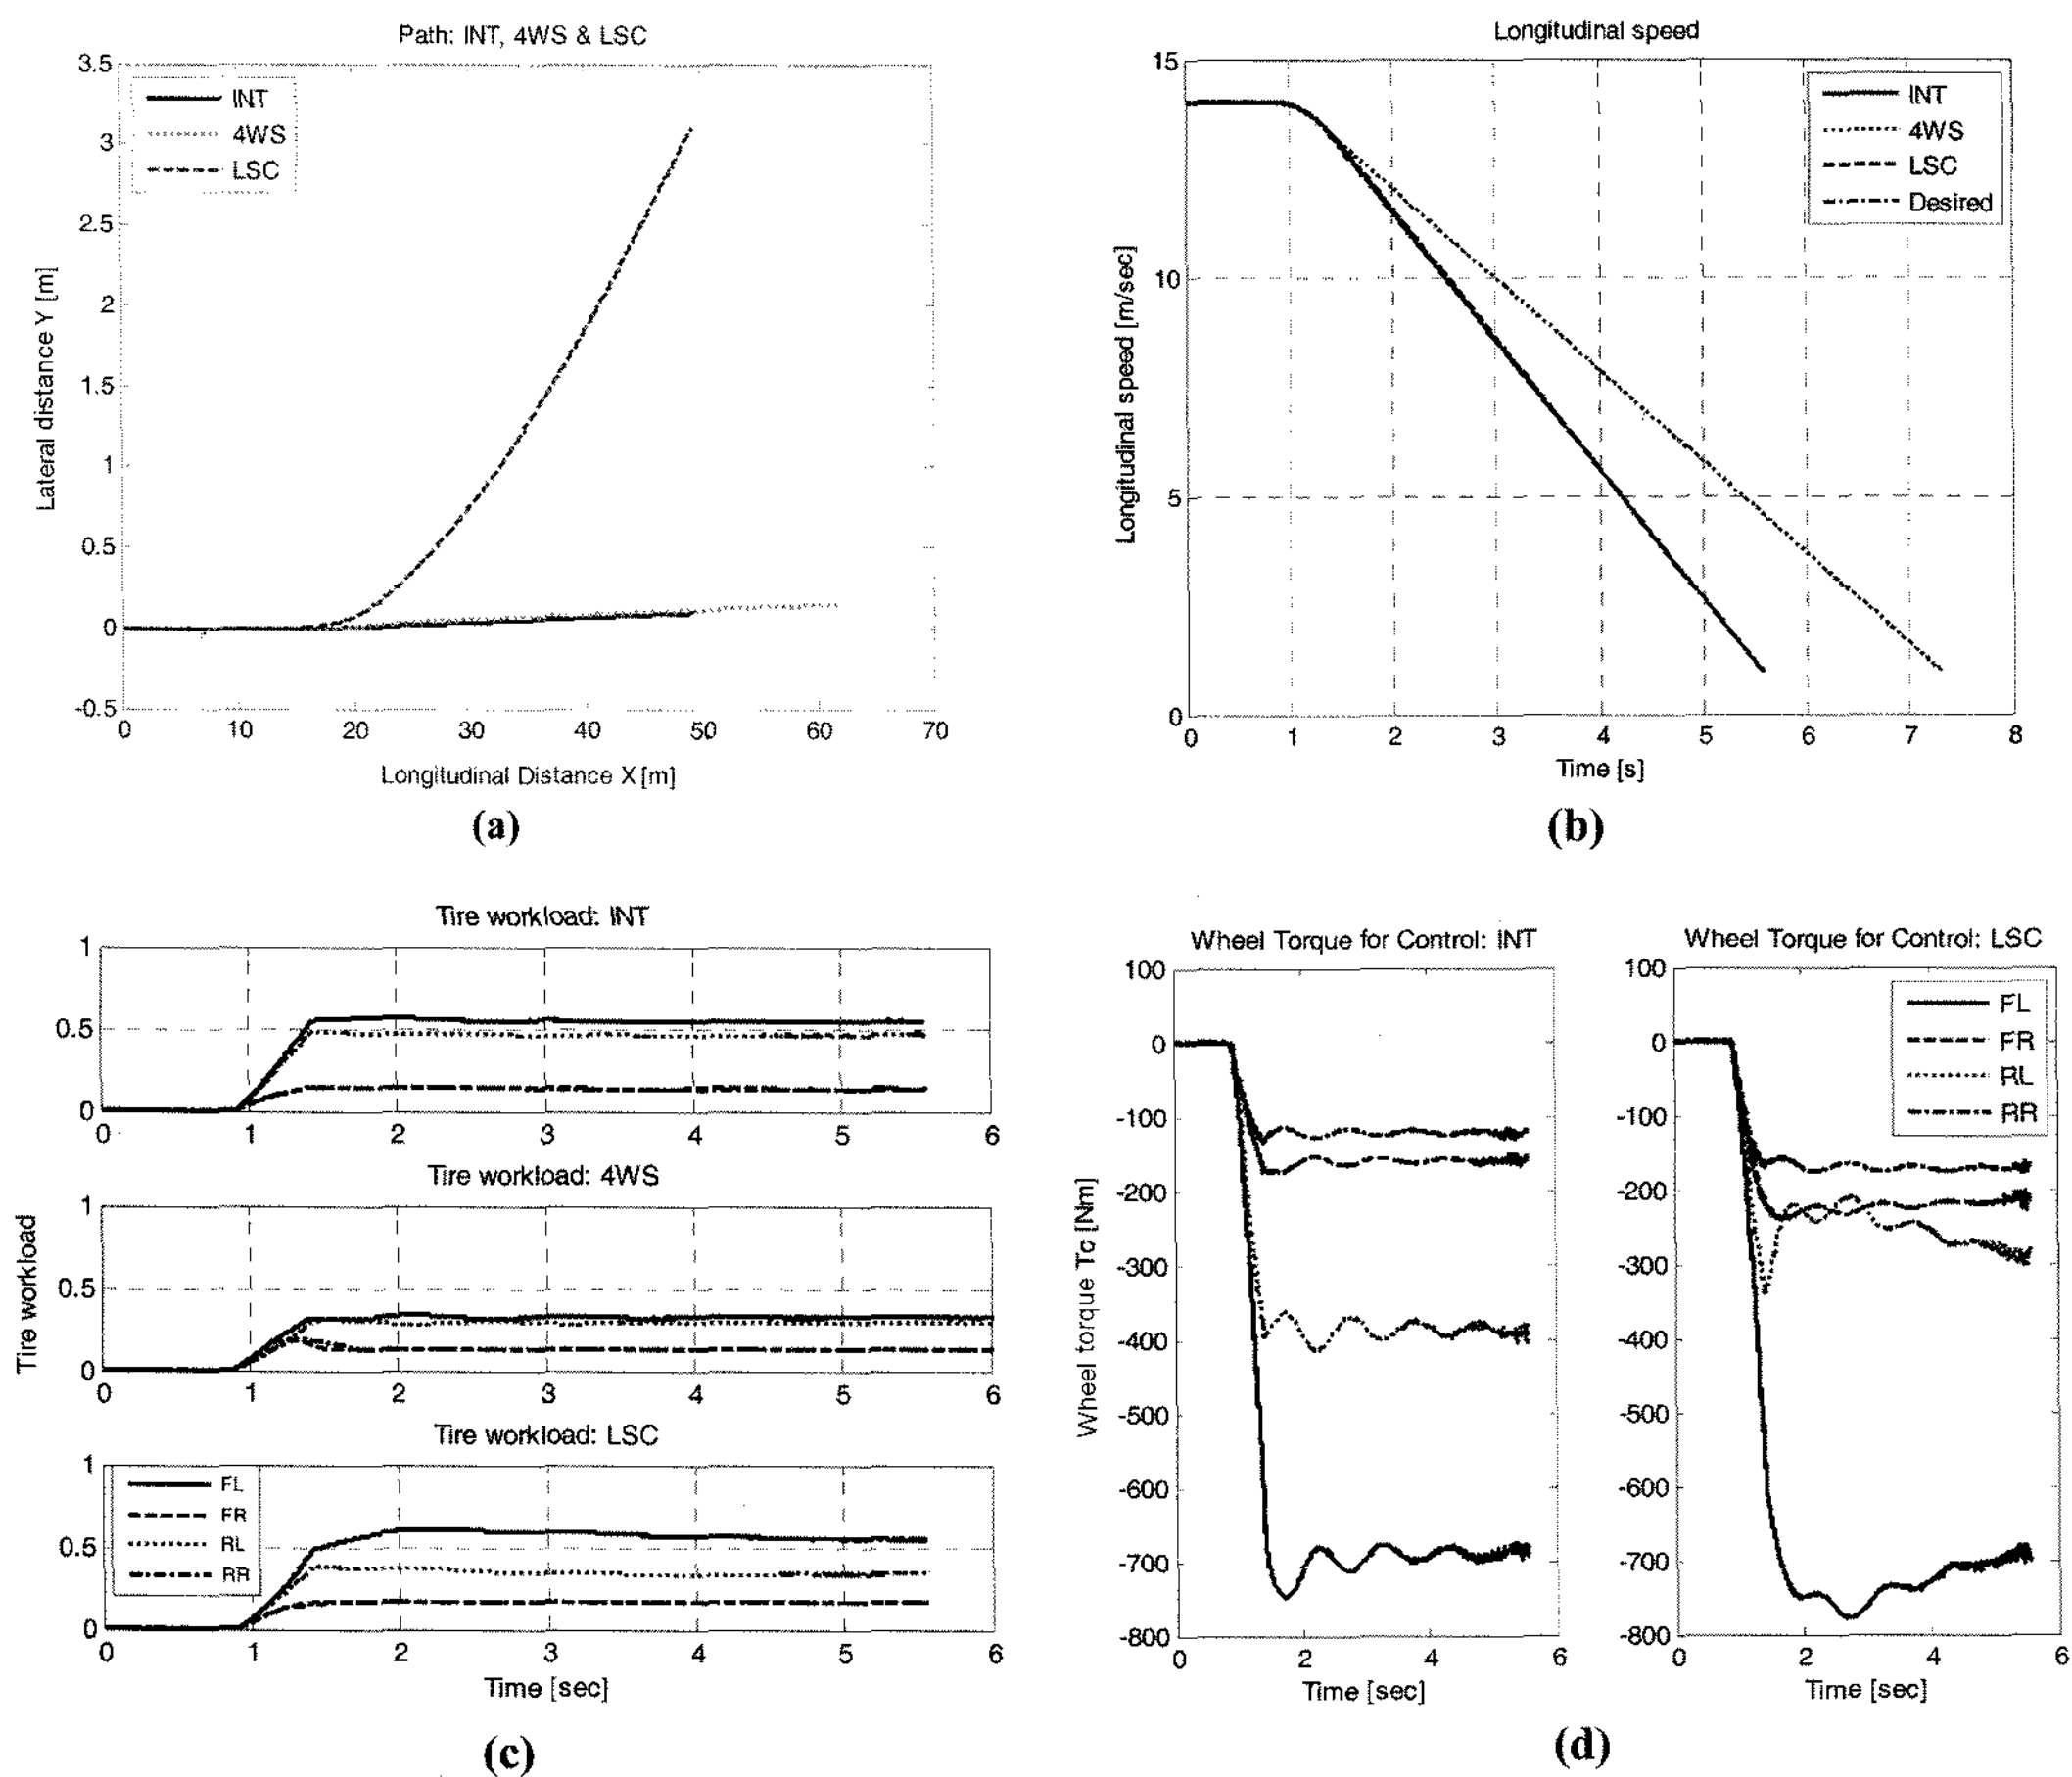 Path: INT, 4WS & LSC
3.5
3
2.5
2
1.5
1
0.5
0
-0.5
INT
4WS
LSC
Lateral distance Y [m]
0 10 20 30 40 50 60 70
Longitudinal Distance X [m]
(a)
Longitudinal speed
15
10
5
0
INT
4WS
LSC
Desired
Longitudinal speed [m/sec]
0 1 2 3 4 5 6 7 8
Time [s]
(b)
Tire workload: INT
1
0.5
0
0 1 2 3 4 5 6
Tire workload: 4WS
1
0.5
0
0 1 2 3 4 5 6
Tire workload
Tire workload: LSC
1
0.5
0
FL
FR
RL
RR
0 1 2 3 4 5 6
Time [sec]
(c)
Wheel Torque for Control: INT
100
0
-100
-200
-300
-400
-500
-600
-700
-800
Wheel torque Tc [Nm]
0 2 4 6
Time [sec]
Wheel Torque for Control: LSC
100
0
-100
-200
-300
-400
-500
-600
-700
-800
FL
FR
RL
RR
0 2 4 6
Time [sec]
(d)